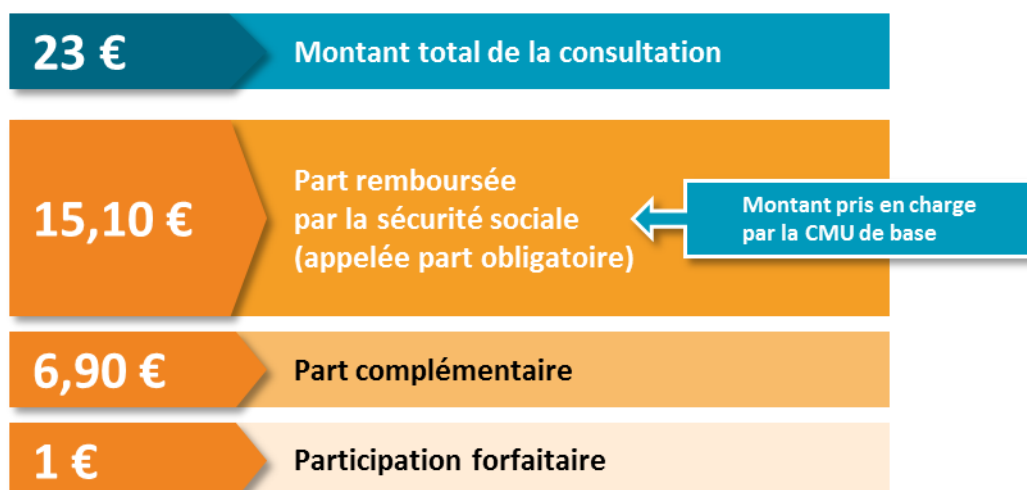 23 €
Montant total de la consultation
15,10 €
Part remboursée
par la sécurité sociale
(appelée part obligatoire)
Montant pris en charge
par la CMU de base
6,90 €
Part complémentaire
1 €
Participation forfaitaire